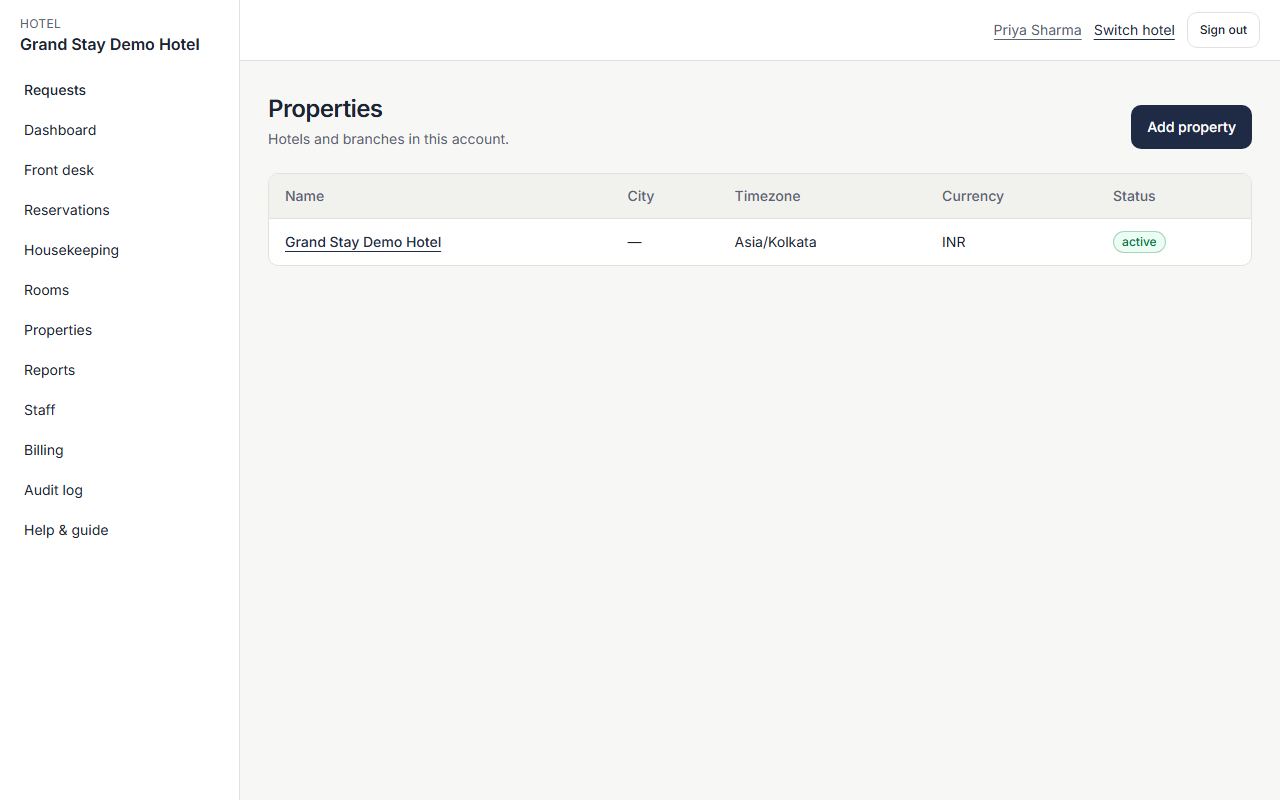 HOTEL
Grand Stay Demo Hotel
Requests
Dashboard
Front desk
Reservations
Housekeeping
Rooms
Properties
Reports
Staff
Billing
Audit log
Help & guide
Priya Sharma Switch hotel Sign out
Properties
Hotels and branches in this account.
Add property
Name City Timezone Currency Status
Grand Stay Demo Hotel — Asia/Kolkata INR active